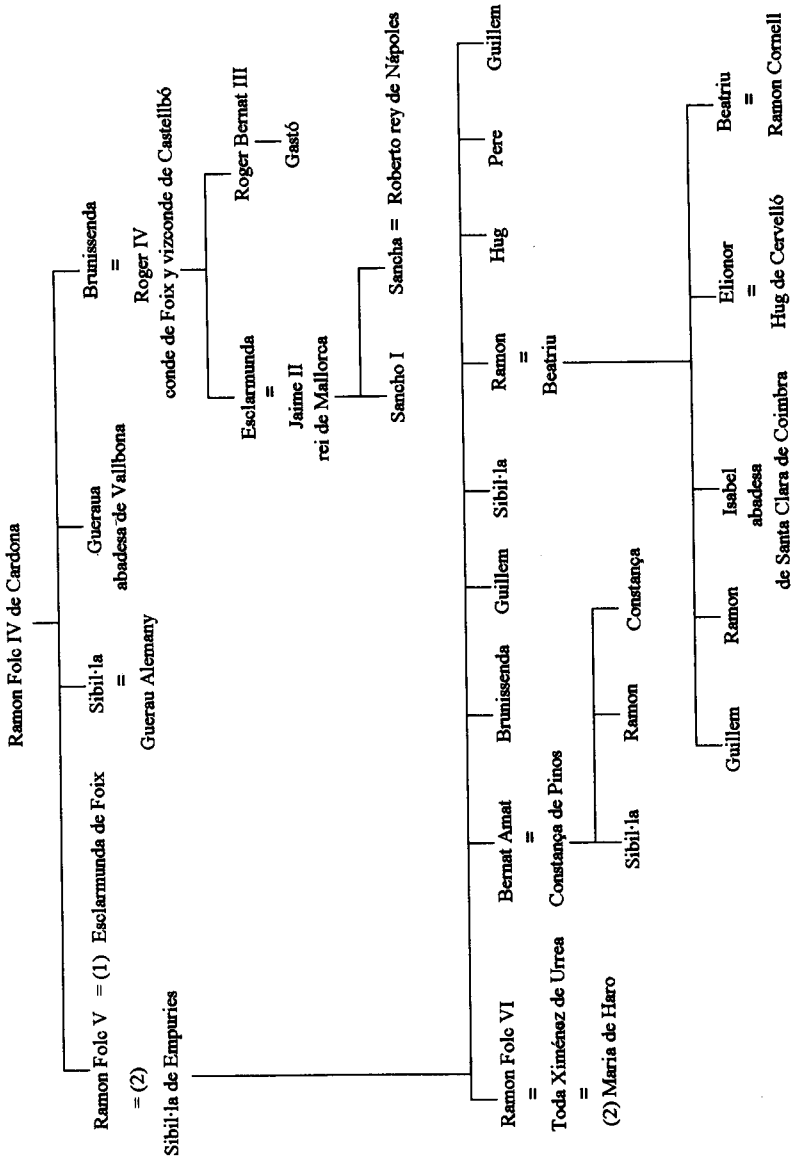 Ramon Folc IV de Cardona
Ramon Folc V = (1) Esclarmunda de Foix
= (2)
Sibil·la de Empuries
Sibil·la
=
Guerau Alemany
Gueraua
abadesa de Vallbona
Brunissenda
=
Roger IV
conde de Foix y vizconde de Castellbó
Esclarmunda
=
Jaime II
rei de Mallorca
Roger Bernat III
Gastó
Sancho I
Sancha = Roberto rey de Nápoles
Ramon Folc VI
=
Toda Ximénez de Urrea
=
(2) Maria de Haro
Bernat Amat
=
Constança de Pinos
Brunissenda
Guillem
Sibil·la
Ramon
=
Beatriu
Hug
Pere
Guillem
Sibil·la
Ramon
Constança
Guillem
Ramon
Isabel
abadesa
de Santa Clara de Coimbra
Elionor
=
Hug de Cervelló
Beatriu
=
Ramon Cornell